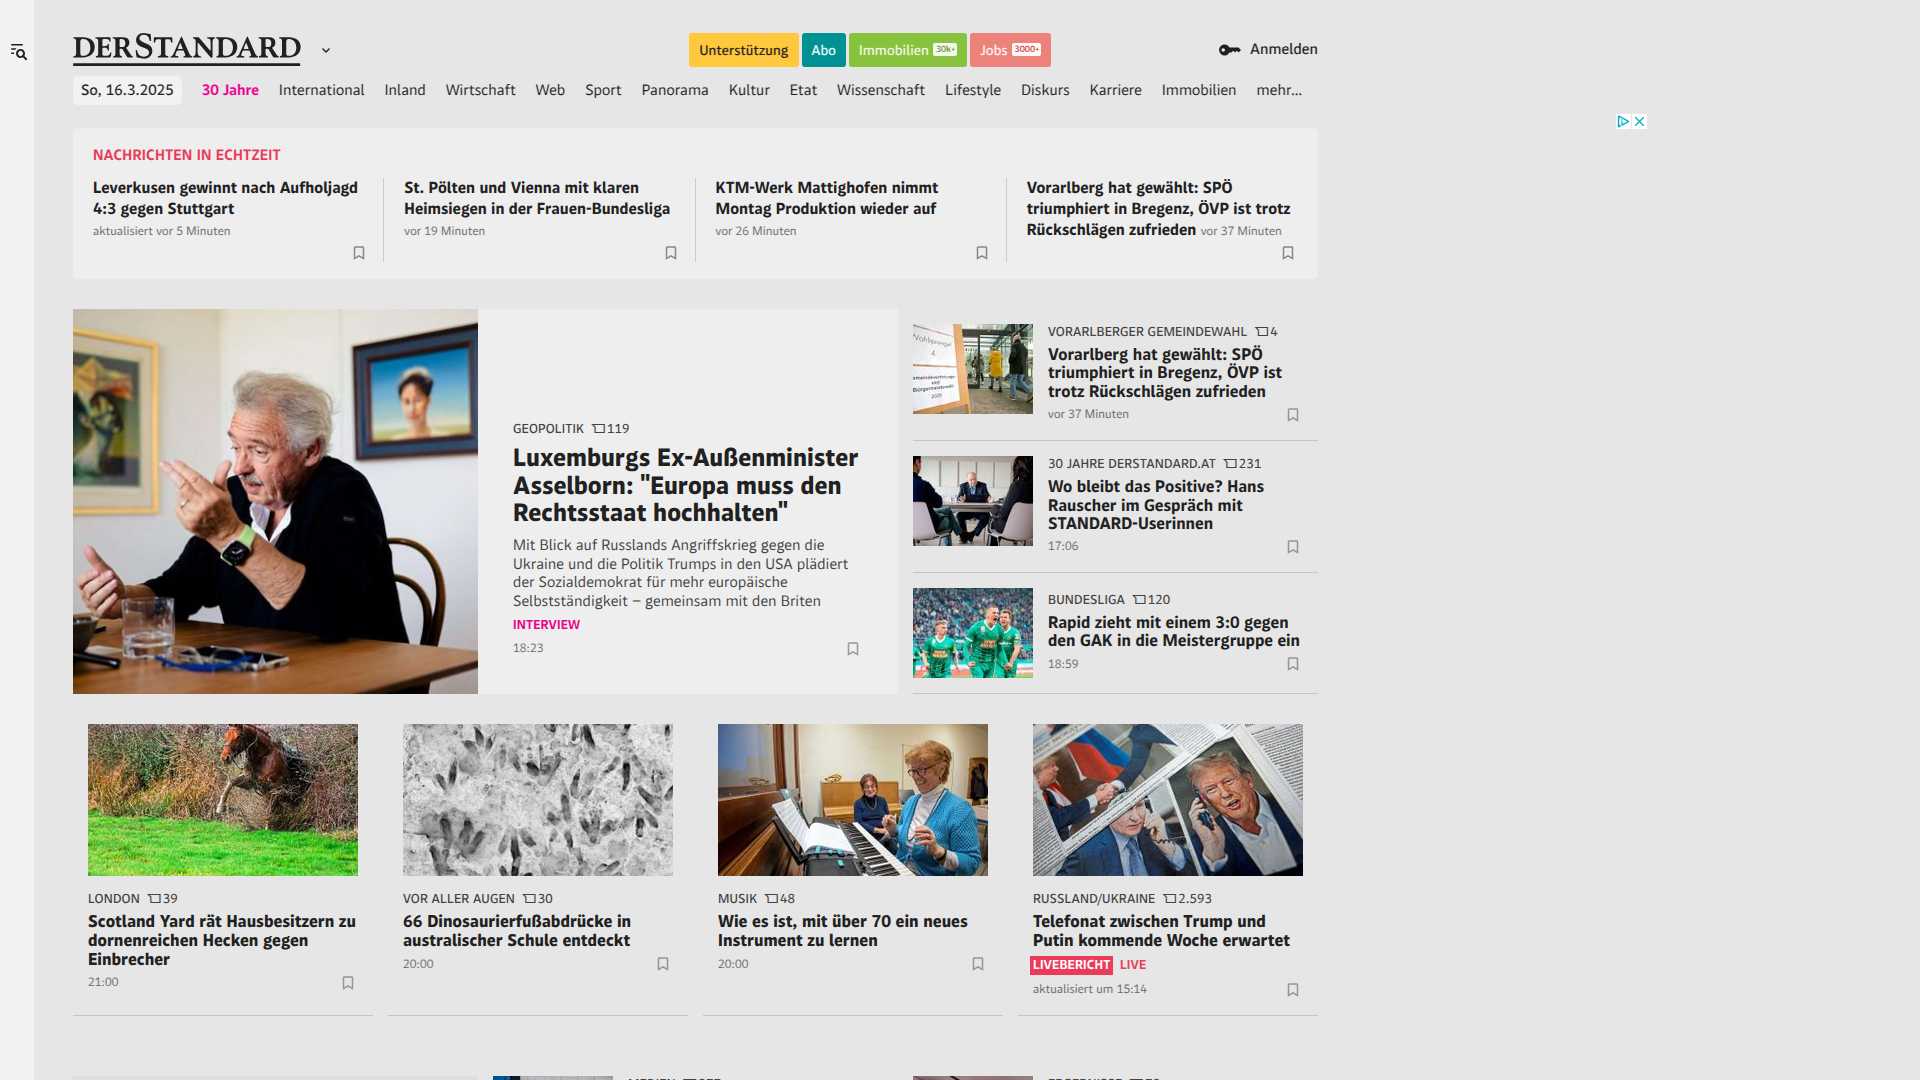 DERSTANDARD
Unterstützung
Abo
Immobilien 30k+
Jobs 3000+
Anmelden
So, 16.3.2025
30 Jahre
International
Inland
Wirtschaft
Web
Sport
Panorama
Kultur
Etat
Wissenschaft
Lifestyle
Diskurs
Karriere
Immobilien
mehr...
NACHRICHTEN IN ECHTZEIT
Leverkusen gewinnt nach Aufholjagd
4:3 gegen Stuttgart
aktualisiert vor 5 Minuten
St. Pölten und Vienna mit klaren
Heimsiegen in der Frauen-Bundesliga
vor 19 Minuten
KTM-Werk Mattighofen nimmt
Montag Produktion wieder auf
vor 26 Minuten
Vorarlberg hat gewählt: SPÖ
triumphiert in Bregenz, ÖVP ist trotz
Rückschlägen zufrieden vor 37 Minuten
GEOPOLITIK 119
Luxemburgs Ex-Außenminister
Asselborn: "Europa muss den
Rechtsstaat hochhalten"
Mit Blick auf Russlands Angriffskrieg gegen die
Ukraine und die Politik Trumps in den USA plädiert
der Sozialdemokrat für mehr europäische
Selbstständigkeit – gemeinsam mit den Briten
INTERVIEW
18:23
VORARLBERGER GEMEINDEWAHL 4
Vorarlberg hat gewählt: SPÖ
triumphiert in Bregenz, ÖVP ist
trotz Rückschlägen zufrieden
vor 37 Minuten
30 JAHRE DERSTANDARD.AT 231
Wo bleibt das Positive? Hans
Rauscher im Gespräch mit
STANDARD-Userinnen
17:06
BUNDESLIGA 120
Rapid zieht mit einem 3:0 gegen
den GAK in die Meistergruppe ein
18:59
LONDON 39
Scotland Yard rät Hausbesitzern zu
dornenreichen Hecken gegen
Einbrecher
21:00
VOR ALLER AUGEN 30
66 Dinosaurierfußabdrücke in
australischer Schule entdeckt
20:00
MUSIK 48
Wie es ist, mit über 70 ein neues
Instrument zu lernen
20:00
RUSSLAND/UKRAINE 2.593
Telefonat zwischen Trump und
Putin kommende Woche erwartet
LIVEBERICHT LIVE
aktualisiert um 15:14